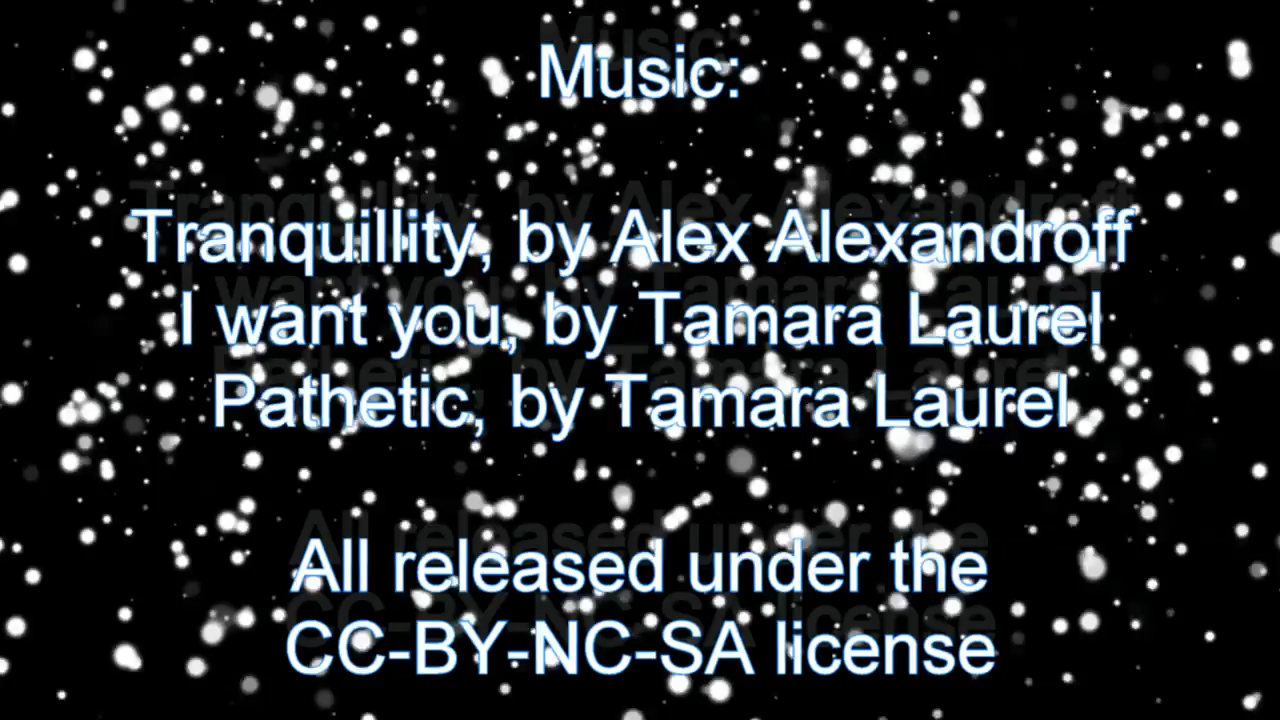 Music:
Tranquillity, by Alex Alexandroff
I want you, by Tamara Laurel
Pathetic, by Tamara Laurel
All released under the
CC-BY-NC-SA license